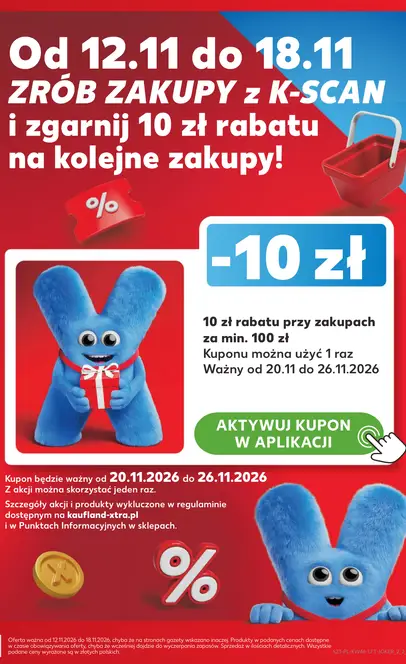 Od 12.11 do 18.11
ZRÓB ZAKUPY z K-SCAN
i zgarnij 10 zł rabatu
na kolejne zakupy!
%
-10 zł
10 zł rabatu przy zakupach
za min. 100 zł
Kuponu można użyć 1 raz
Ważny od 20.11 do 26.11.2026
AKTYWUJ KUPON
W APLIKACJI
Kupon będzie ważny od 20.11.2026 do 26.11.2026
Z akcji można skorzystać jeden raz.
Szczegóły akcji i produkty wykluczone w regulaminie
dostępnym na kaufland-xtra.pl
i w Punktach Informacyjnych w sklepach.
%
Oferta ważna od 12.11.2026 do 18.11.2026, chyba że na stronach gazety wskazano inaczej. Produkty w podanych cenach dostępne
w czasie obowiązywania oferty, chyba że wcześniej dojdzie do wyczerpania zapasów. Sprzedaż w ilościach detalicznych. Wszystkie
podane ceny wyrażone są w złotych polskich.